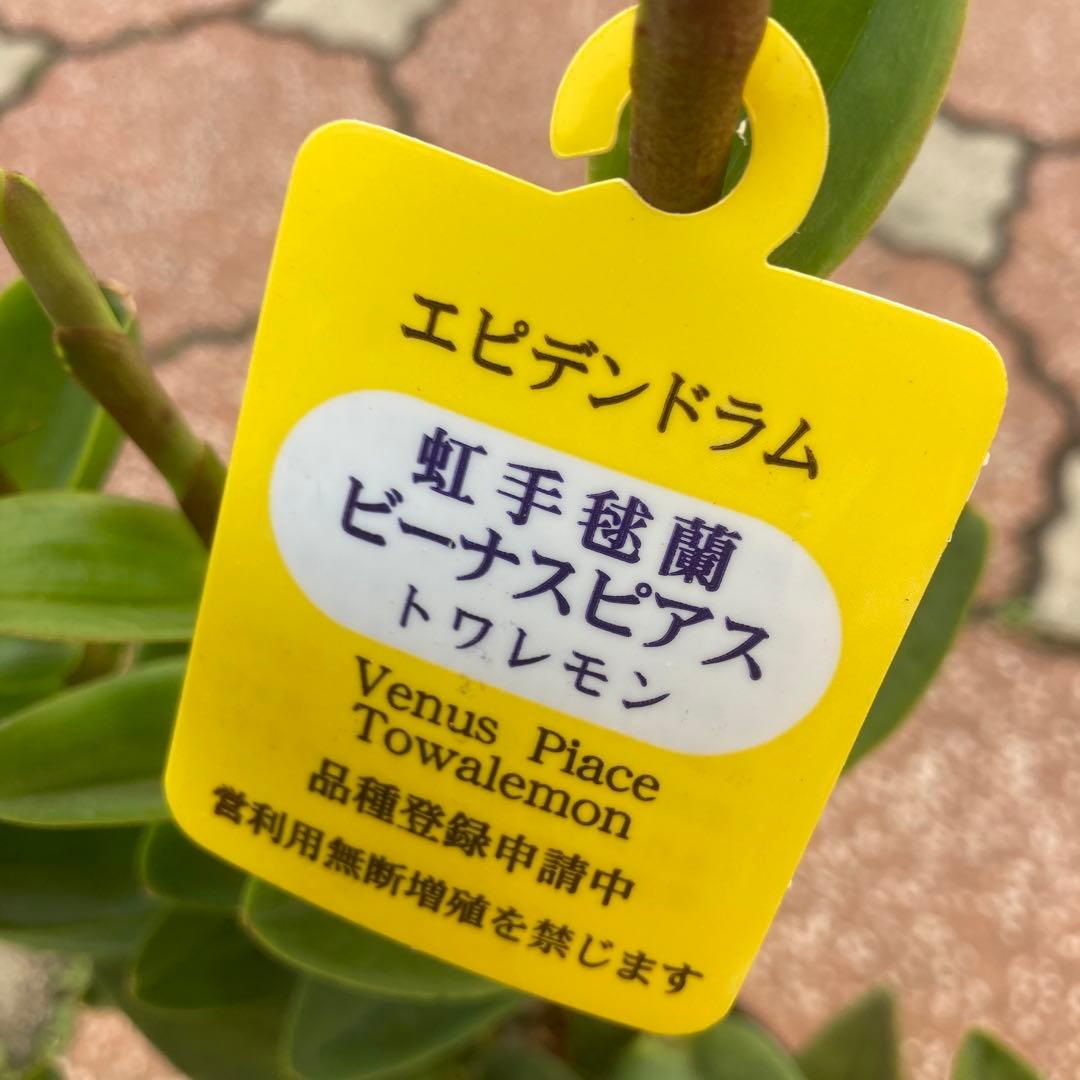 エピデンドラム
虹手毬蘭
ビーナスピアス
トワレモン
Venus Piace
Towalemon
品種登録申請中
営利用無断増殖を禁じます